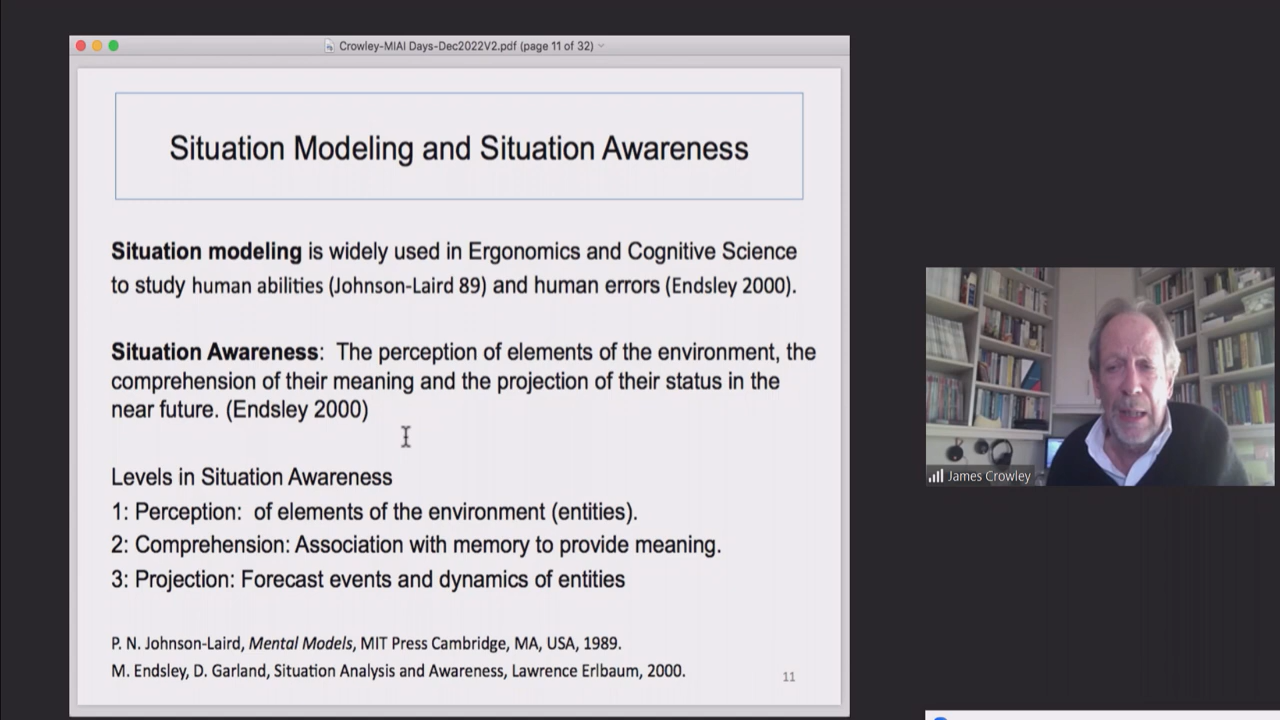 Crowley-MIAI Days-Dec2022V2.pdf (page 11 of 32)
Situation Modeling and Situation Awareness
Situation modeling is widely used in Ergonomics and Cognitive Science
to study human abilities (Johnson-Laird 89) and human errors (Endsley 2000).
Situation Awareness: The perception of elements of the environment, the
comprehension of their meaning and the projection of their status in the
near future. (Endsley 2000)
Levels in Situation Awareness
1: Perception: of elements of the environment (entities).
2: Comprehension: Association with memory to provide meaning.
3: Projection: Forecast events and dynamics of entities
P. N. Johnson-Laird, Mental Models, MIT Press Cambridge, MA, USA, 1989.
M. Endsley, D. Garland, Situation Analysis and Awareness, Lawrence Erlbaum, 2000.
11
James Crowley